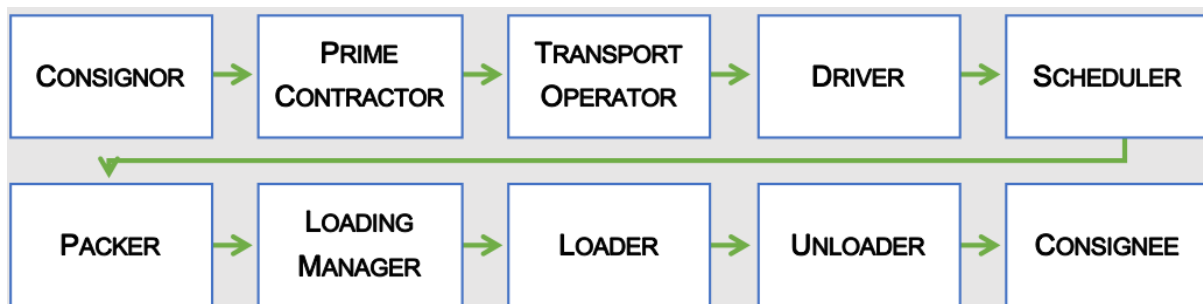 CONSIGNOR
PRIME
CONTRACTOR
TRANSPORT
OPERATOR
DRIVER
SCHEDULER
PACKER
LOADING
MANAGER
LOADER
UNLOADER
CONSIGNEE